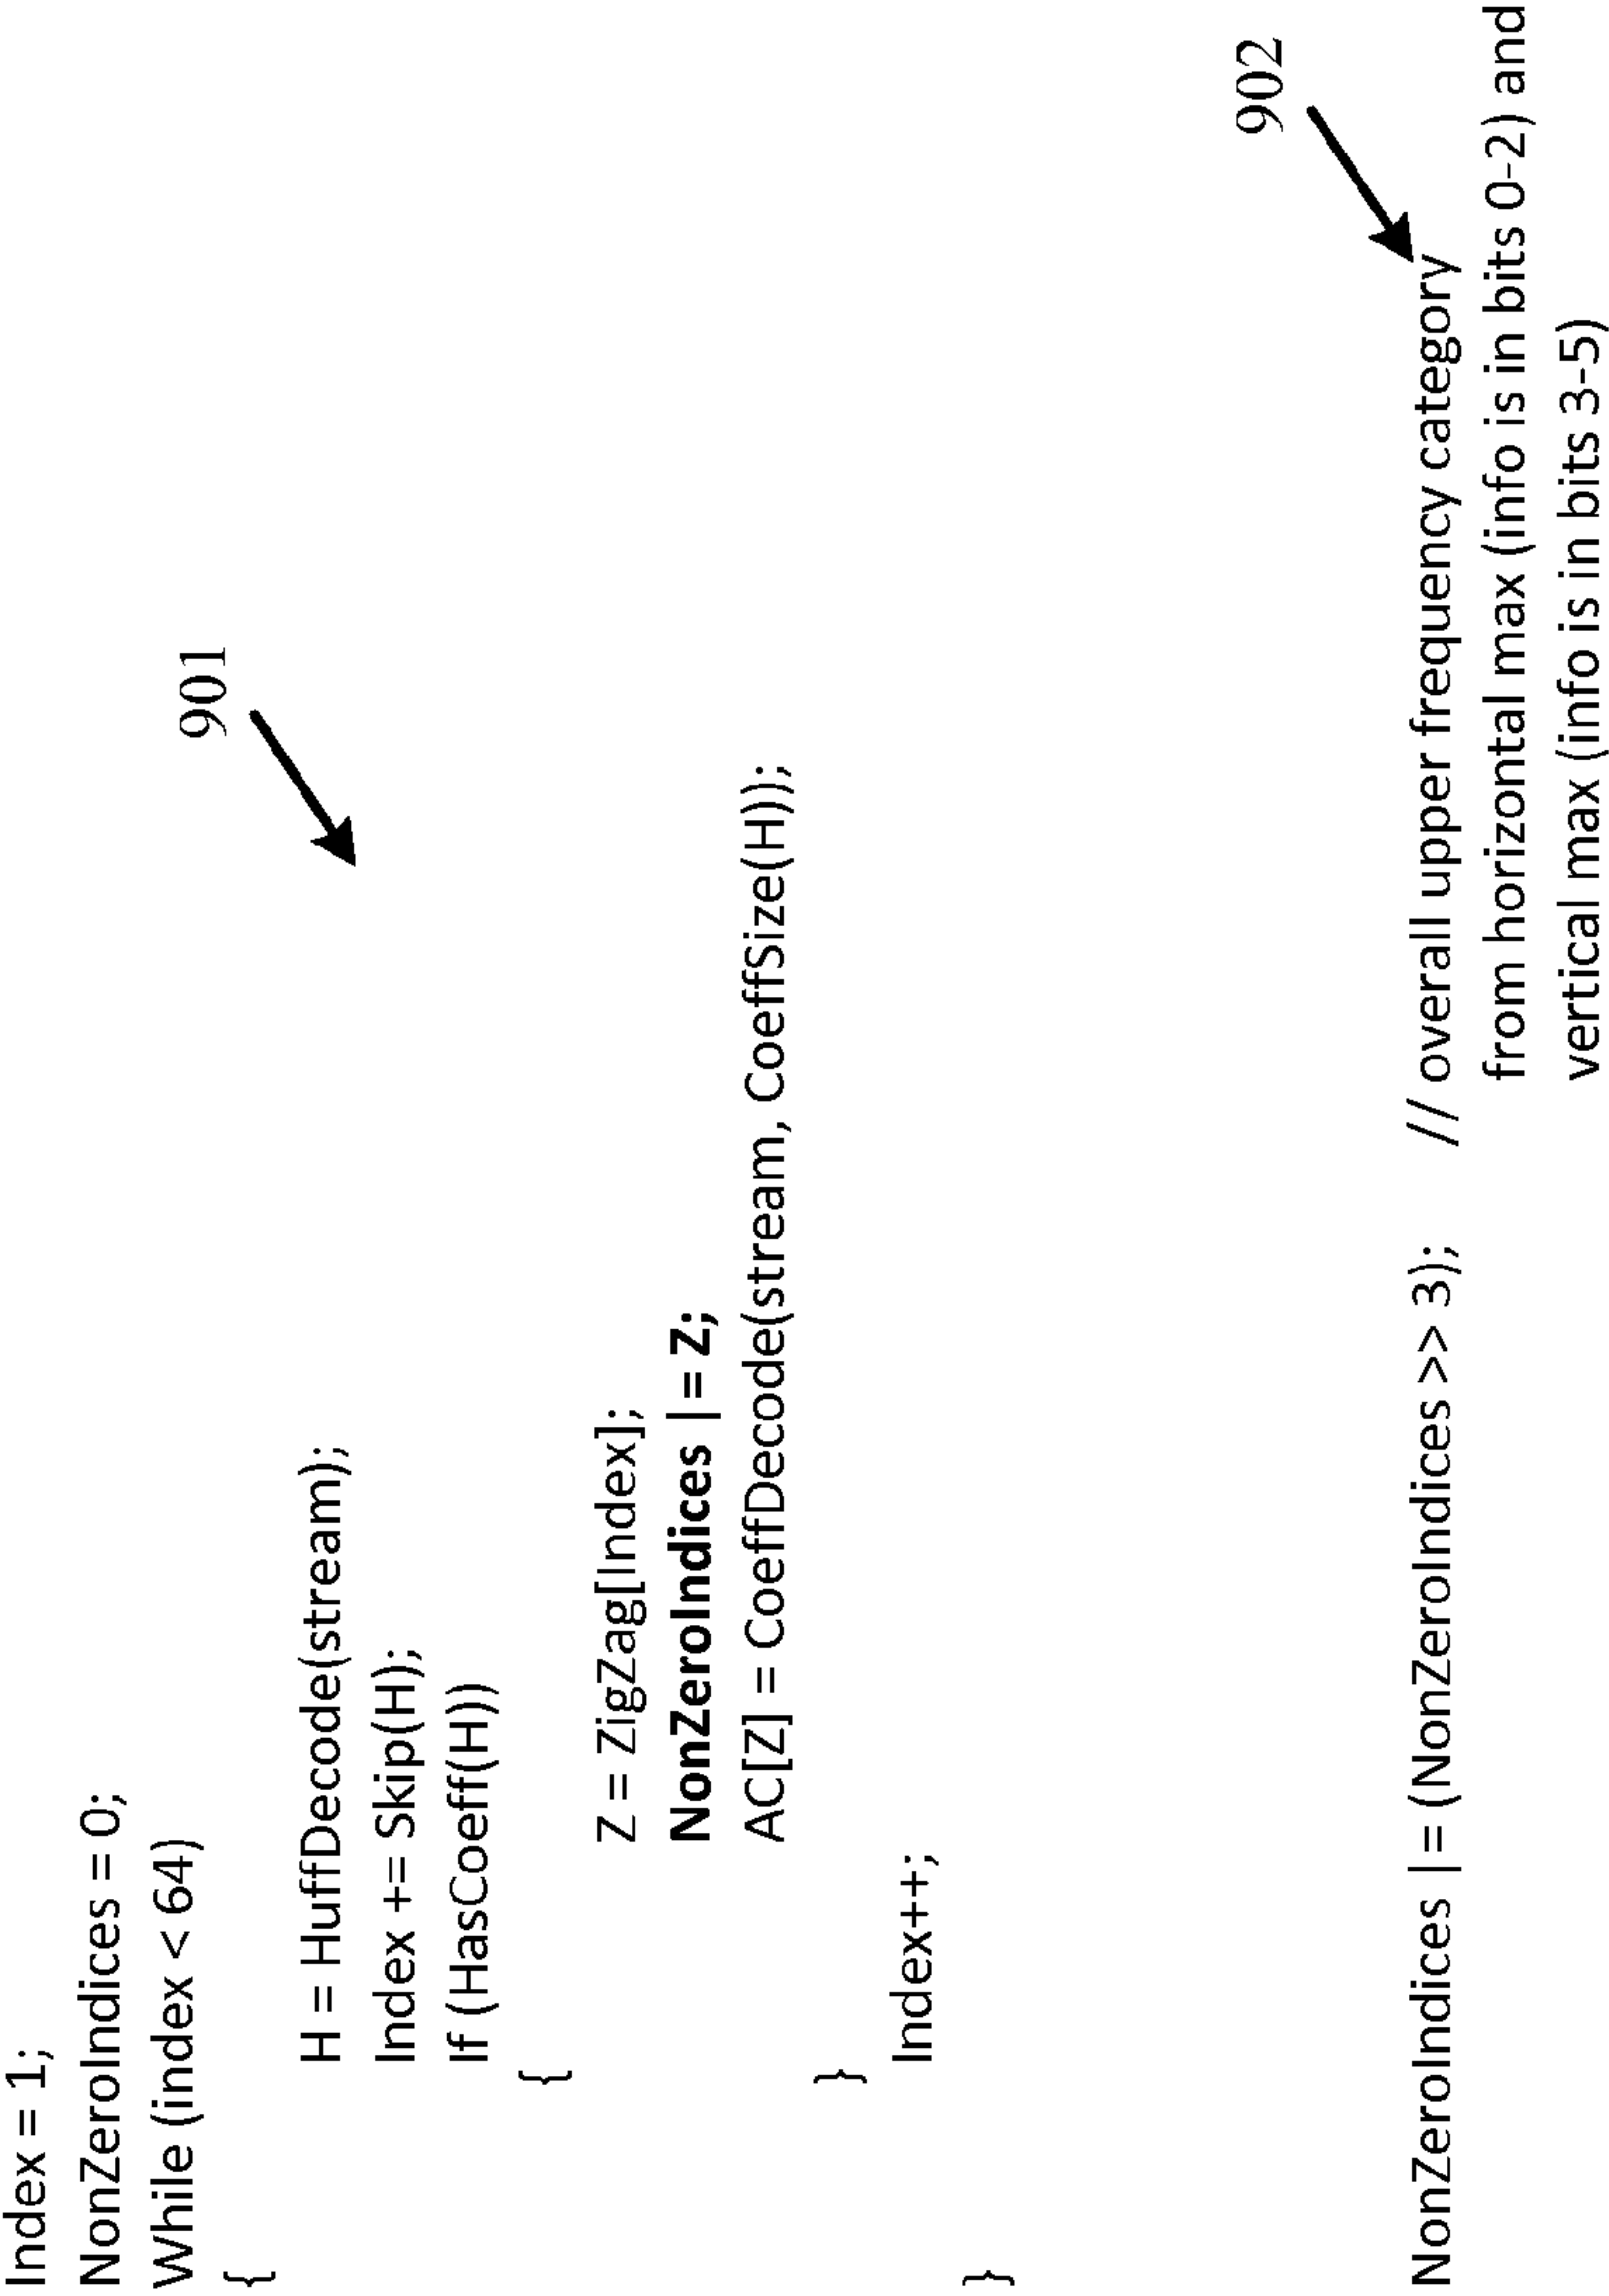 Index = 1;
NonZeroIndices = 0;
While (index < 64)
901
{
H = HuffDecode(stream);
Index += Skip(H);
If (HasCoeff(H))
{
Z = ZigZag[Index];
NonZeroIndices |= Z;
AC[Z] = CoeffDecode(stream, CoeffSize(H));
}
Index++;
}
902
NonZeroIndices |= (NonZeroIndices >> 3); // overall upper frequency category
from horizontal max (info is in bits 0-2) and
vertical max (info is in bits 3-5)